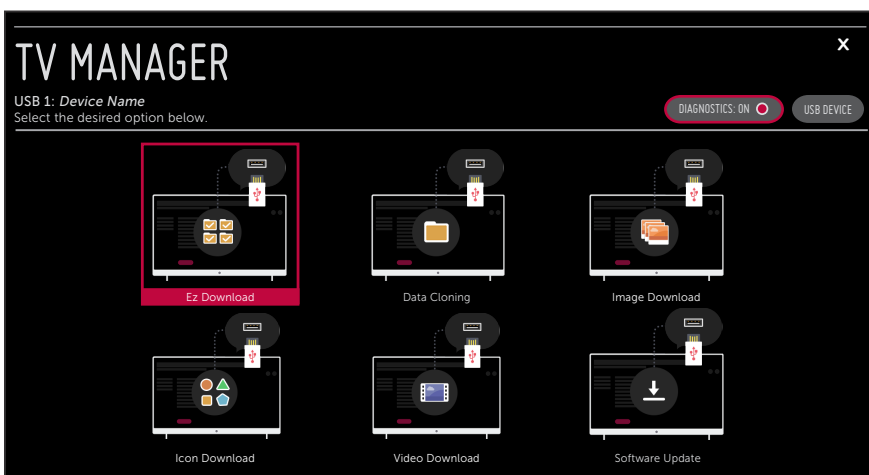 X
TV MANAGER
USB 1: Device Name
Select the desired option below.
DIAGNOSTICS: ON
USB DEVICE
Ez Download
Data Cloning
Image Download
Icon Download
Video Download
Software Update